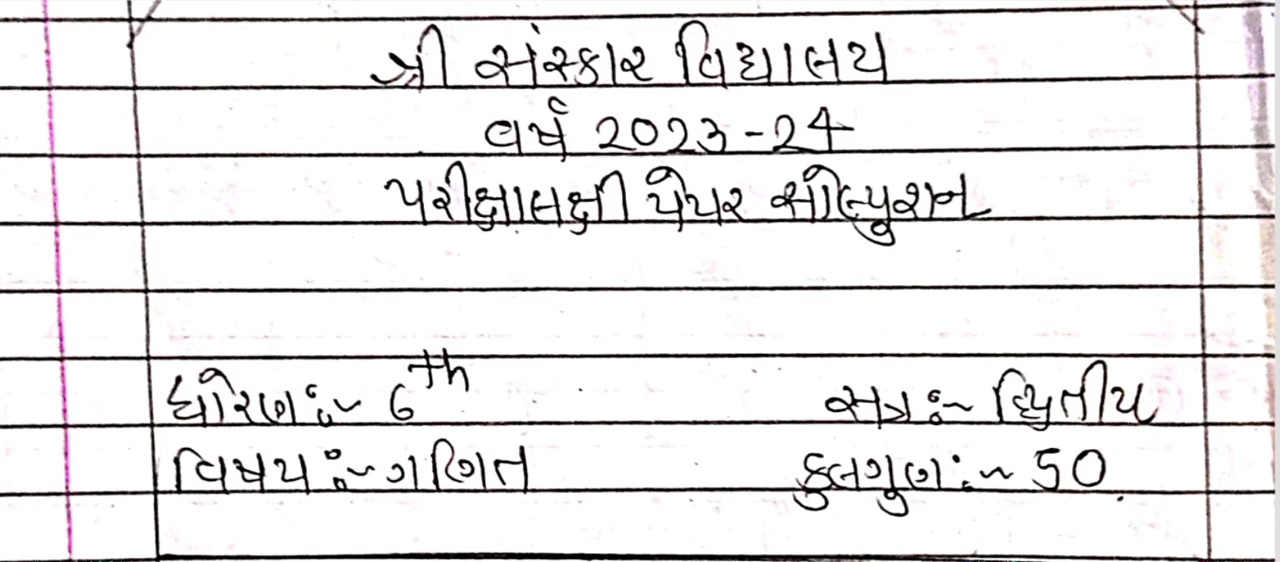 શ્રી સંસ્કાર વિદ્યાલય
વર્ષ 2023-24
પરીક્ષાલક્ષી પેપર સોલ્યુશન
ધોરણ :~ 6th સત્ર :~ દ્વિતીય
વિષય :~ ગણિત કુલગુણ :~ 50